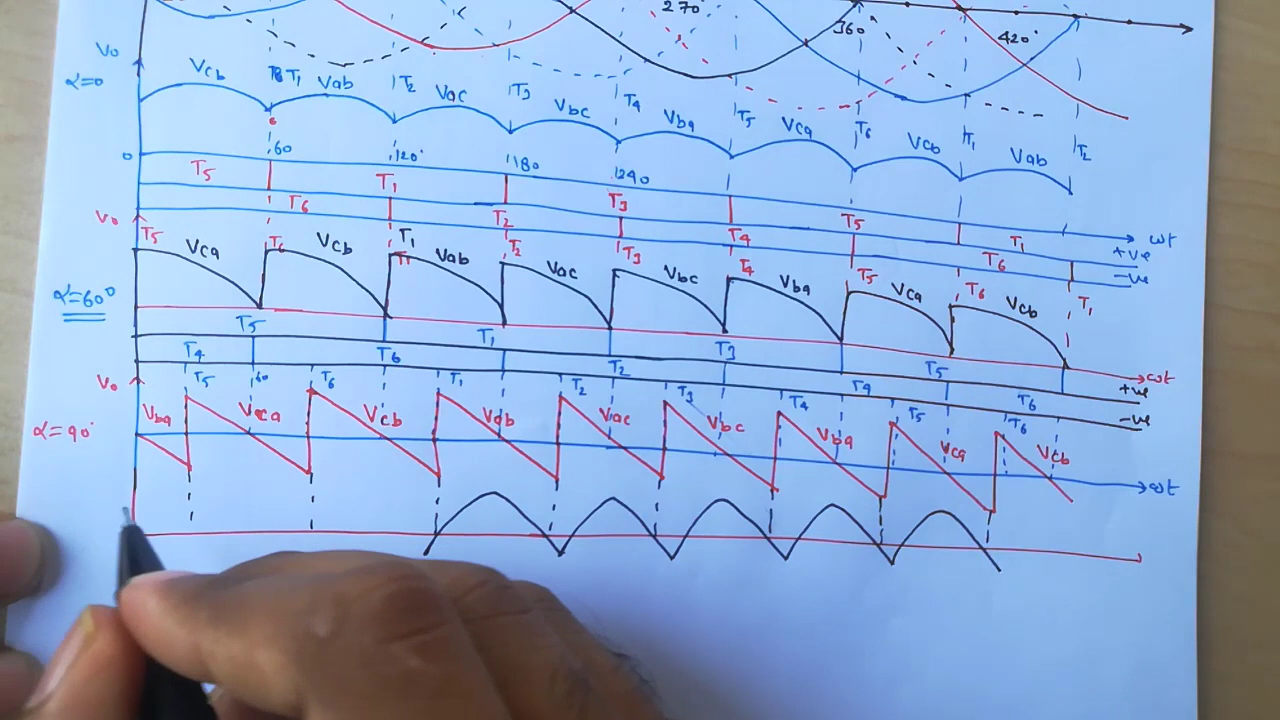 270°
360°
420°
Vo
α=0
Vcb T1 Vab T2 Vac T3 Vbc T4 Vba T5 Vca T6 Vcb T1 Vab T2
0 60 120° 180 240
T5 T1 T3 T5 T1 ωt
+ve
T6 T2 T4 T6
-ve
Vo
T5 Vca T6 Vcb T1 T1 Vab T2 Vac T3 Vbc T4 Vba T5 Vca T6 Vcb T1
α=60°
ωt
T5 T1 T3 T5
+ve
T4 T6 T2 T4 T6
-ve
Vo
T5 60 T6 T1 T2 T3 T4 T5 T6
α=90°
Vba Vca Vcb Vab Vac Vbc Vba Vca Vcb
ωt